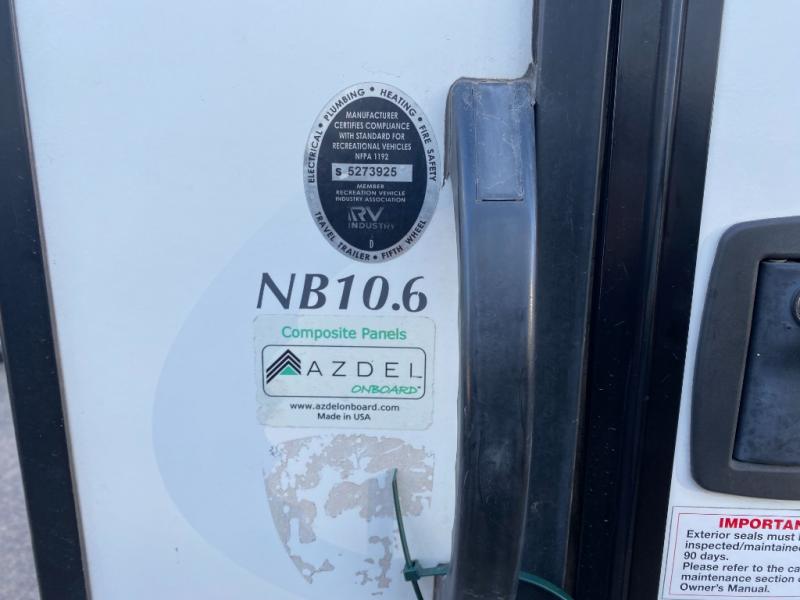 ELECTRICAL • PLUMBING • HEATING • FIRE SAFETY
MANUFACTURER
CERTIFIES COMPLIANCE
WITH STANDARD FOR
RECREATIONAL VEHICLES
NFPA 1192
S 5273925
MEMBER
RECREATION VEHICLE
INDUSTRY ASSOCIATION
RV
INDUSTRY
D
TRAVEL TRAILER • FIFTH WHEEL
NB10.6
Composite Panels
AZDEL
ONBOARD™
www.azdelonboard.com
Made in USA
IMPORTAN
Exterior seals must
inspected/maintaine
90 days.
Please refer to the ca
maintenance section
Owner's Manual.